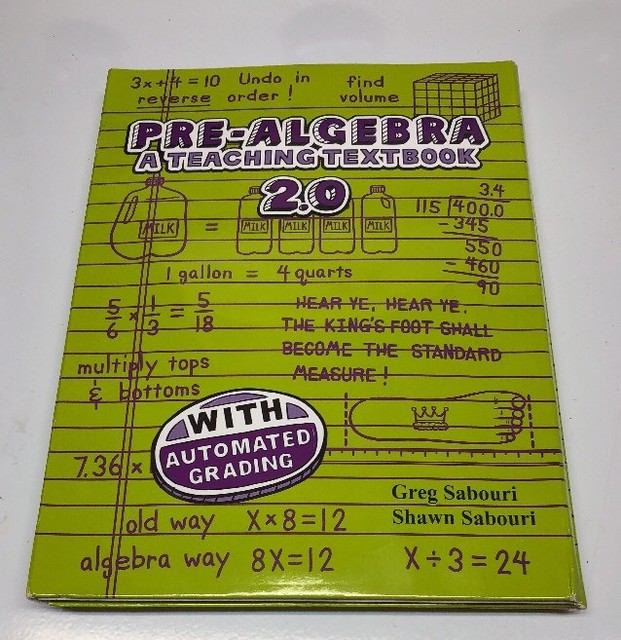 3x+4=10 Undo in
reverse order!
find
volume
PRE-ALGEBRA
A TEACHING TEXTBOOK
2.0
MILK = MILK MILK MILK MILK
1 gallon = 4 quarts
3.4
115 400.0
-345
550
-460
90
5/6 x 1/3 = 5/18
multiply tops
& bottoms
HEAR YE, HEAR YE,
THE KING'S FOOT SHALL
BECOME THE STANDARD
MEASURE!
WITH
AUTOMATED
GRADING
7.36 x
Greg Sabouri
Shawn Sabouri
old way X×8=12
algebra way 8X=12 X÷3=24